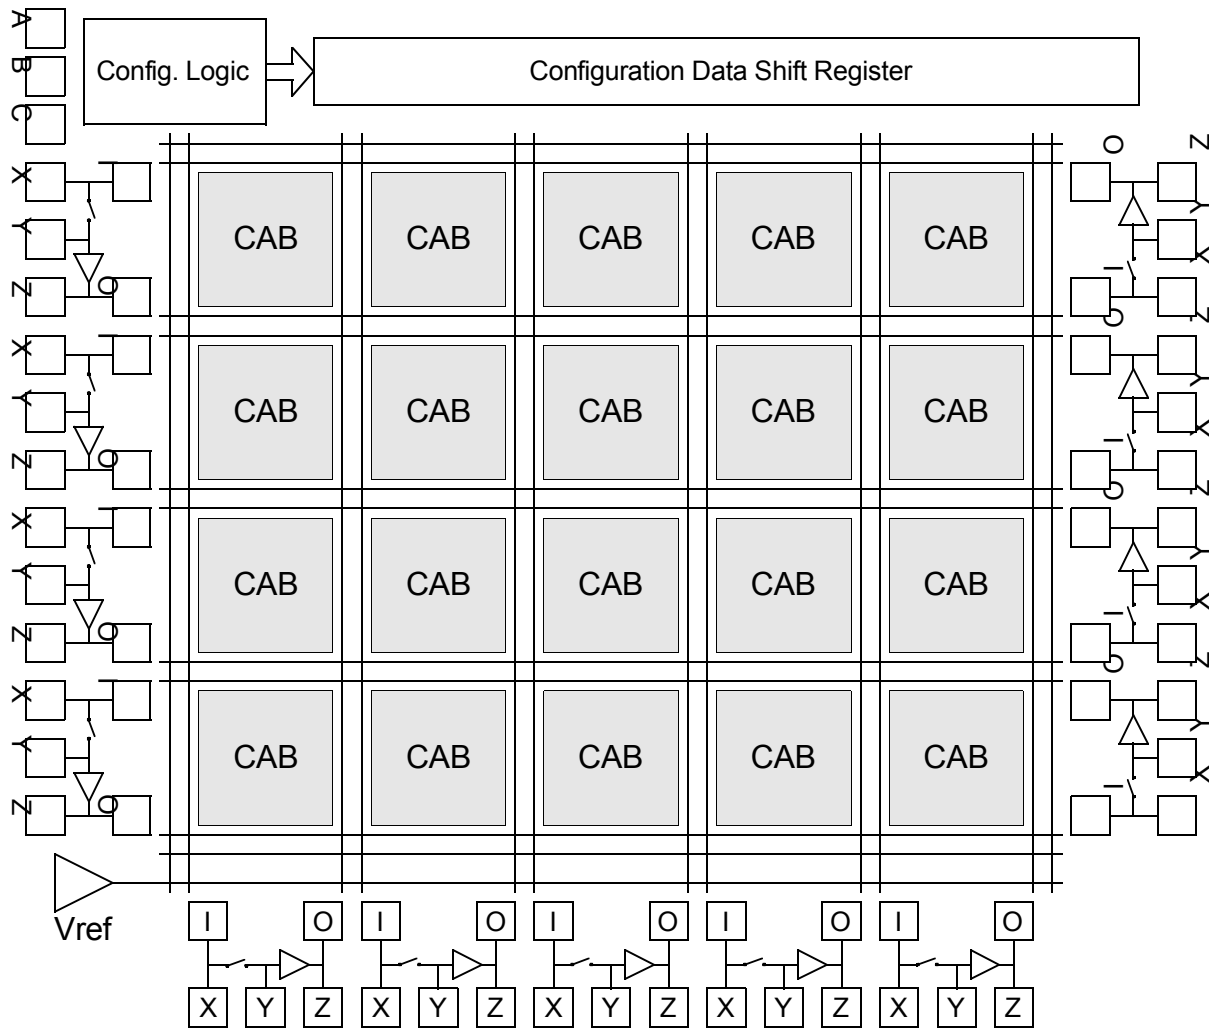 A
B
C
Config. Logic
Configuration Data Shift Register
X I O Z
Y Y
CAB CAB CAB CAB CAB
I X
Z O O Z
X I
Y Y
CAB CAB CAB CAB CAB
I X
Z O O Z
X I
Y Y
CAB CAB CAB CAB CAB
I X
Z O O Z
X I
Y Y
CAB CAB CAB CAB CAB
I X
Z O
Vref
I O I O I O I O I O
X Y Z X Y Z X Y Z X Y Z X Y Z